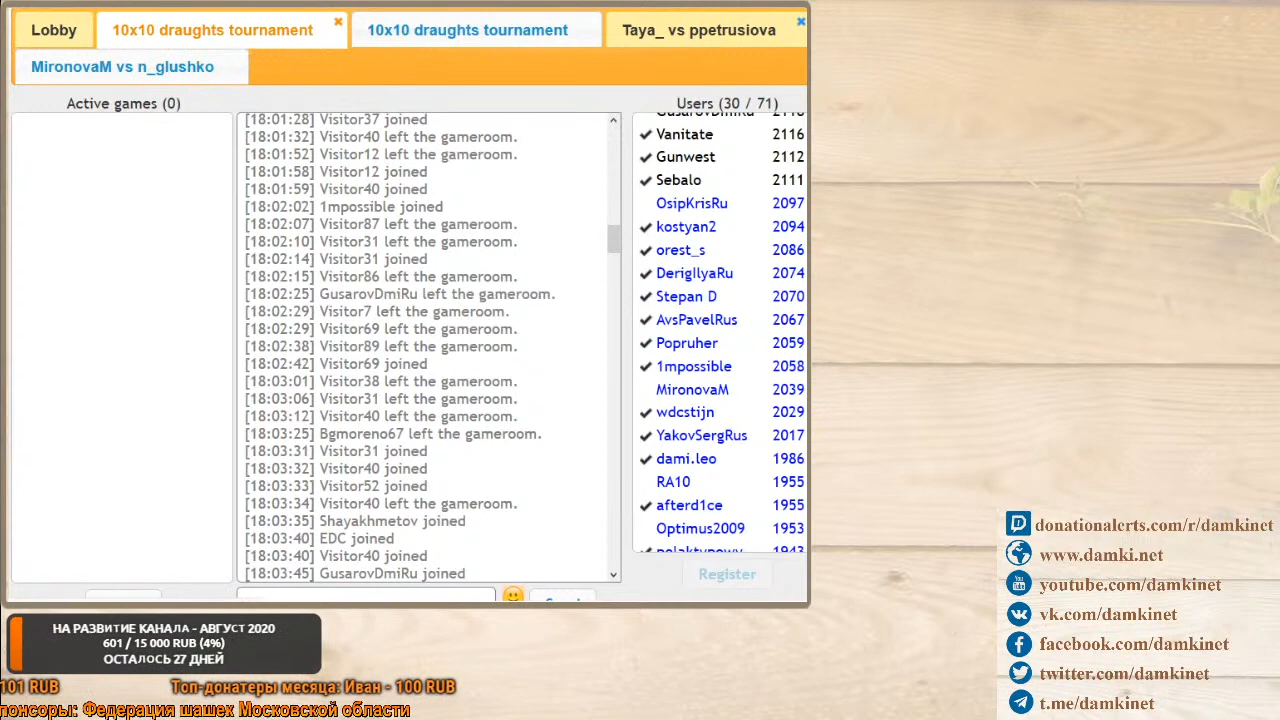 Lobby
10x10 draughts tournament
10x10 draughts tournament
Taya_ vs ppetrusiova
MironovaM vs n_glushko
Active games (0)
Users (30 / 71)
[18:01:28] Visitor37 joined
[18:01:32] Visitor40 left the gameroom.
[18:01:52] Visitor12 left the gameroom.
[18:01:58] Visitor12 joined
[18:01:59] Visitor40 joined
[18:02:02] 1mpossible joined
[18:02:07] Visitor87 left the gameroom.
[18:02:10] Visitor31 left the gameroom.
[18:02:14] Visitor31 joined
[18:02:15] Visitor86 left the gameroom.
[18:02:25] GusarovDmiRu left the gameroom.
[18:02:29] Visitor7 left the gameroom.
[18:02:29] Visitor69 left the gameroom.
[18:02:38] Visitor89 left the gameroom.
[18:02:42] Visitor69 joined
[18:03:01] Visitor38 left the gameroom.
[18:03:06] Visitor31 left the gameroom.
[18:03:12] Visitor40 left the gameroom.
[18:03:25] Bgmoreno67 left the gameroom.
[18:03:31] Visitor31 joined
[18:03:32] Visitor40 joined
[18:03:33] Visitor52 joined
[18:03:34] Visitor40 left the gameroom.
[18:03:35] Shayakhmetov joined
[18:03:40] EDC joined
[18:03:40] Visitor40 joined
[18:03:45] GusarovDmiRu joined
GusarovDmiRu
Vanitate 2116
Gunwest 2112
Sebalo 2111
OsipKrisRu 2097
kostyan2 2094
orest_s 2086
DerigIlyaRu 2074
Stepan D 2070
AvsPavelRus 2067
Popruher 2059
1mpossible 2058
MironovaM 2039
wdcstijn 2029
YakovSergRus 2017
dami.leo 1986
RA10 1955
afterd1ce 1955
Optimus2009 1953
Register
НА РАЗВИТИЕ КАНАЛА - АВГУСТ 2020
601 / 15 000 RUB (4%)
ОСТАЛОСЬ 27 ДНЕЙ
101 RUB Топ-донатеры месяца: Иван - 100 RUB
понсоры: Федерация шашек Московской области
donationalerts.com/r/damkinet
www.damki.net
youtube.com/damkinet
vk.com/damkinet
facebook.com/damkinet
twitter.com/damkinet
t.me/damkinet